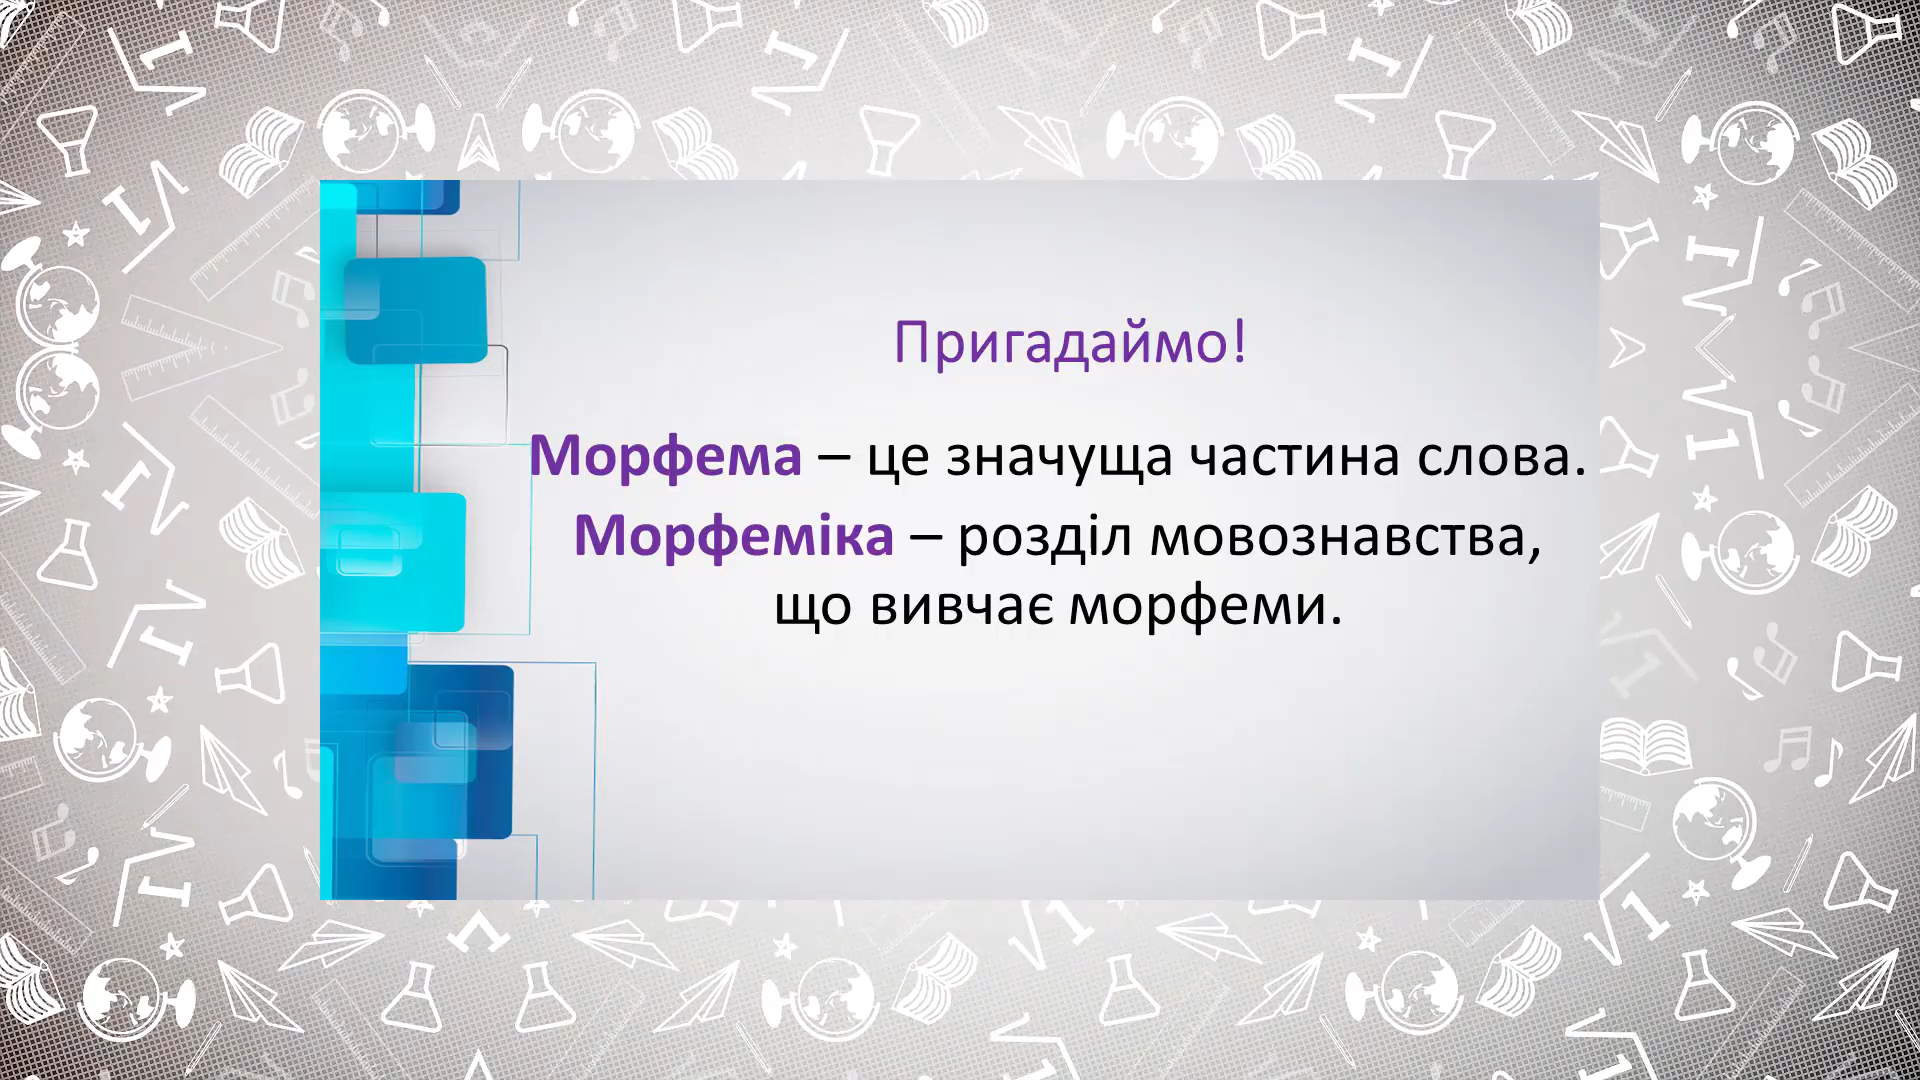 Пригадаймо!
Морфема – це значуща частина слова.
Морфеміка – розділ мовознавства,
що вивчає морфеми.